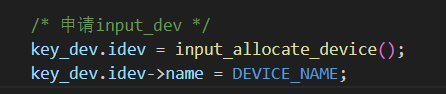 /* 申请input_dev */
key_dev.idev = input_allocate_device();
key_dev.idev->name = DEVICE_NAME;